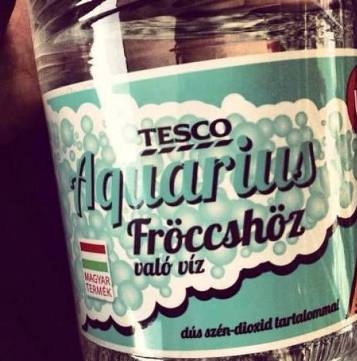 TESCO
Aquarius
Fröccshöz
való víz
MAGYAR
TERMÉK
dús szén-dioxid tartalommal